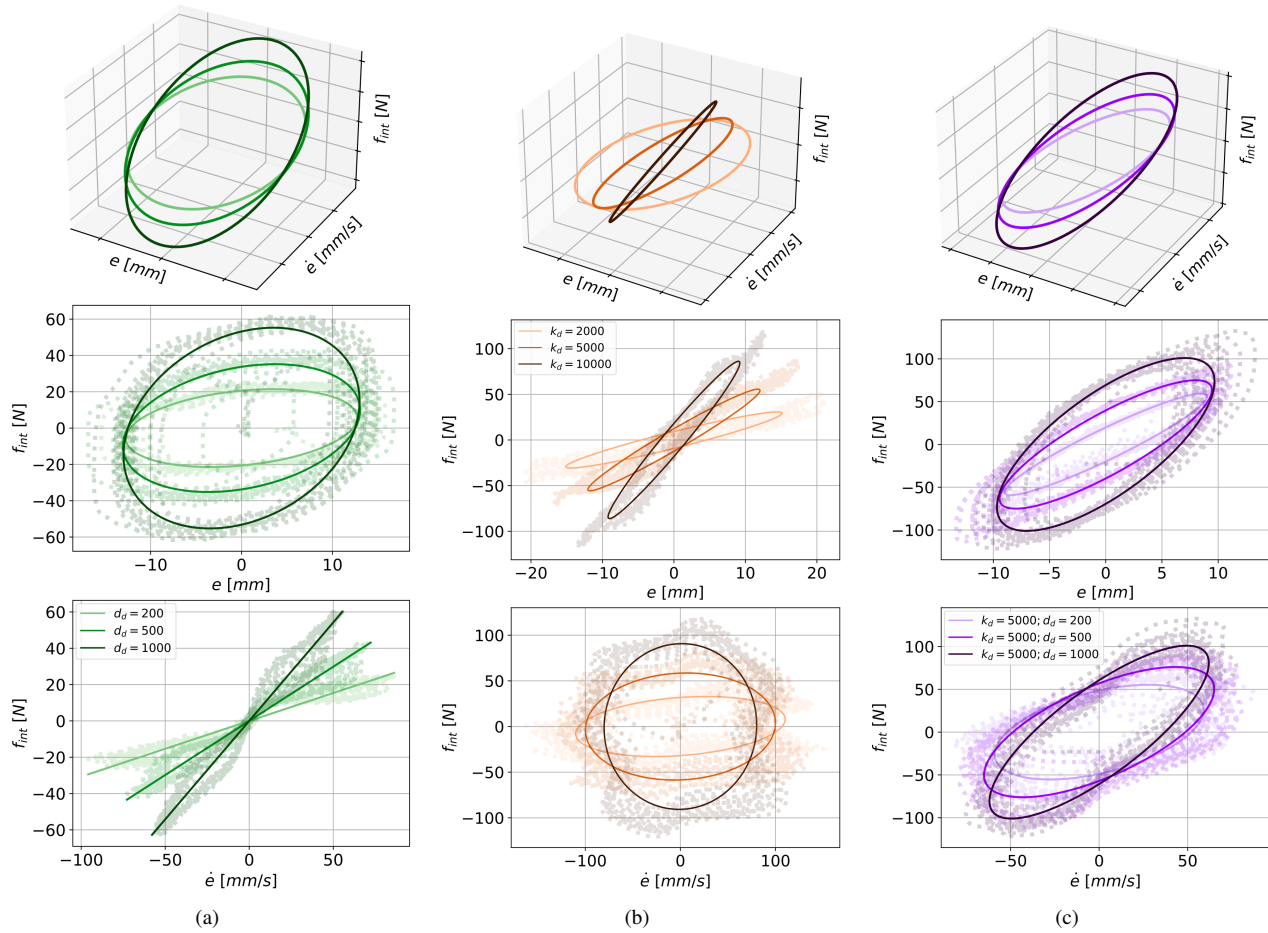 f_int [N]
e [mm]
ė [mm/s]
f_int [N]
e [mm]
ė [mm/s]
f_int [N]
e [mm]
ė [mm/s]
60
40
20
0
−20
−40
−60
f_int [N]
−10
0
10
e [mm]
k_d = 2000
k_d = 5000
k_d = 10000
100
50
0
−50
−100
f_int [N]
−20
−10
0
10
20
e [mm]
100
50
0
−50
−100
f_int [N]
−10
−5
0
5
10
e [mm]
d_d = 200
d_d = 500
d_d = 1000
60
40
20
0
−20
−40
−60
f_int [N]
−100
−50
0
50
ė [mm/s]
100
50
0
−50
−100
f_int [N]
−100
0
100
ė [mm/s]
k_d = 5000; d_d = 200
k_d = 5000; d_d = 500
k_d = 5000; d_d = 1000
100
50
0
−50
−100
f_int [N]
−50
0
50
ė [mm/s]
(a)
(b)
(c)